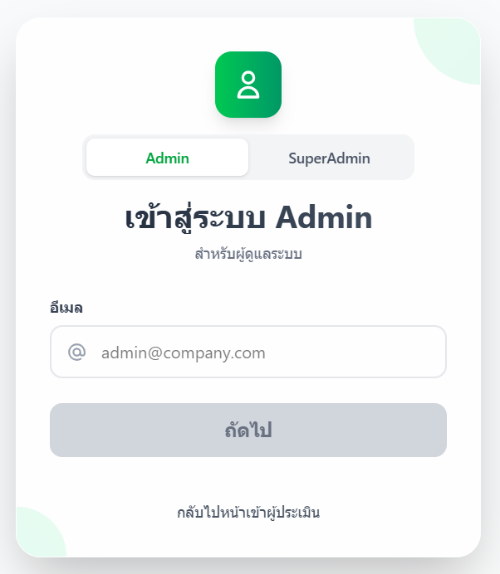 Admin
SuperAdmin
เข้าสู่ระบบ Admin
สำหรับผู้ดูแลระบบ
อีเมล
@ admin@company.com
ถัดไป
กลับไปหน้าเข้าผู้ประเมิน